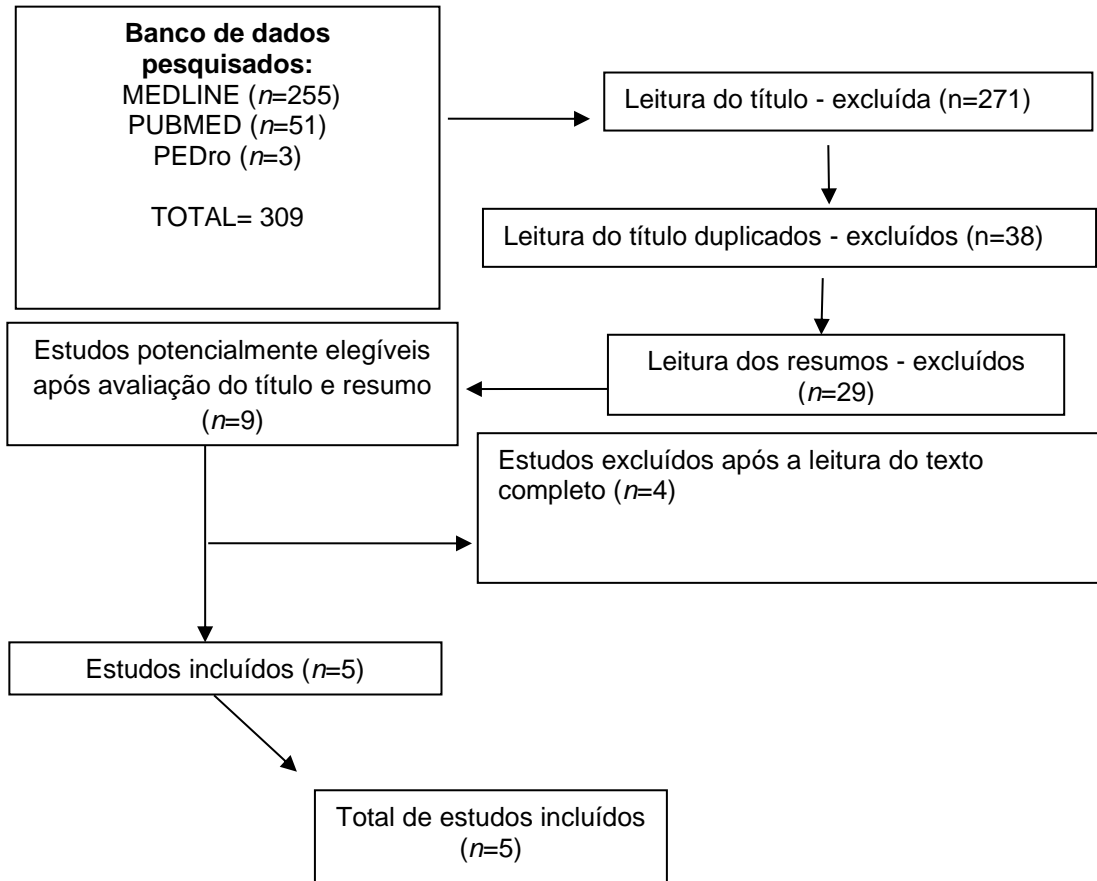 Banco de dados
pesquisados:
MEDLINE (n=255)
PUBMED (n=51)
PEDro (n=3)
TOTAL= 309
Leitura do título - excluída (n=271)
Leitura do título duplicados - excluídos (n=38)
Leitura dos resumos - excluídos
(n=29)
Estudos potencialmente elegíveis
após avaliação do título e resumo
(n=9)
Estudos excluídos após a leitura do texto
completo (n=4)
Estudos incluídos (n=5)
Total de estudos incluídos
(n=5)